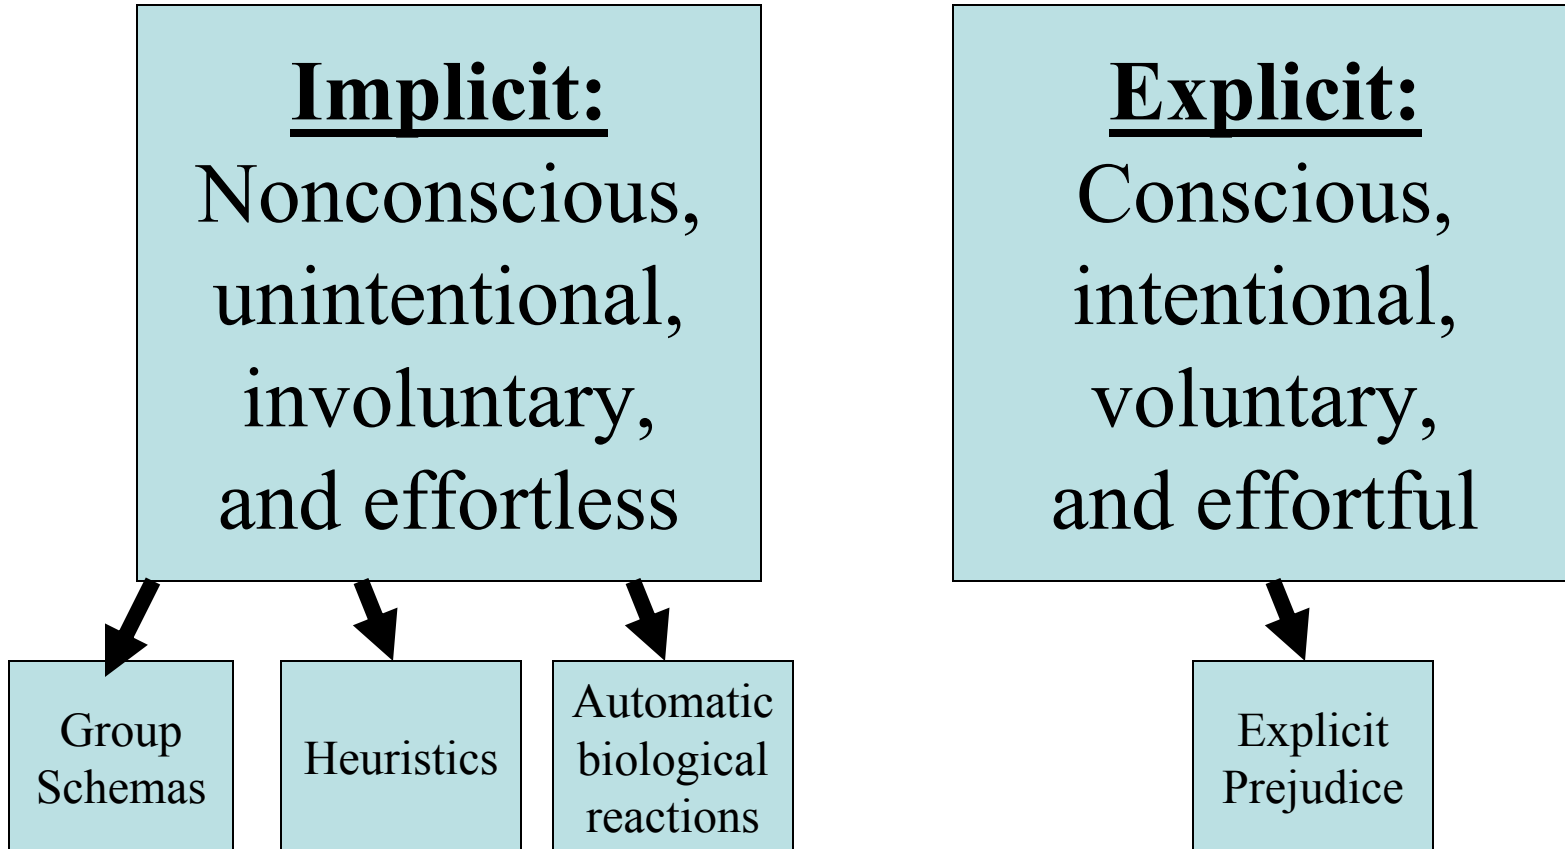 Implicit:
Nonconscious,
unintentional,
involuntary,
and effortless
Explicit:
Conscious,
intentional,
voluntary,
and effortful
Group
Schemas
Heuristics
Automatic
biological
reactions
Explicit
Prejudice